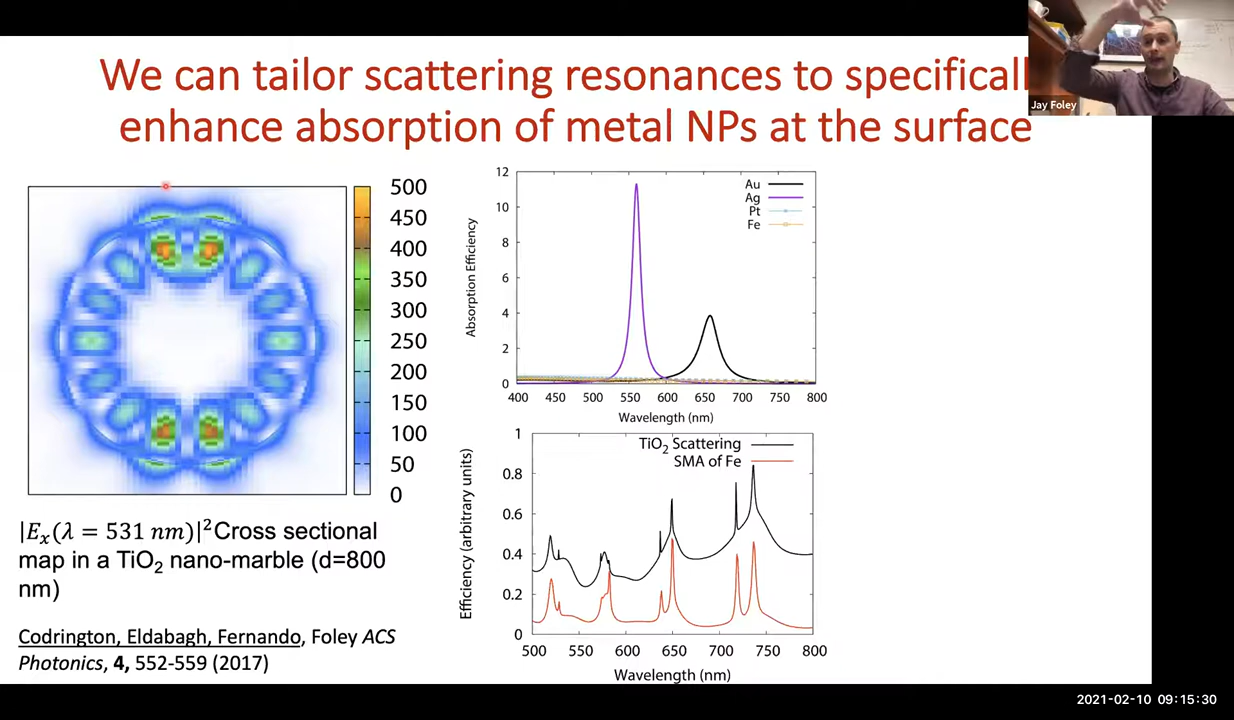 We can tailor scattering resonances to specificall
enhance absorption of metal NPs at the surface
Jay Foley
500
450
400
350
300
250
200
150
100
50
0
|Eₓ(λ = 531 nm)|² Cross sectional
map in a TiO₂ nano-marble (d=800
nm)
Codrington, Eldabagh, Fernando, Foley ACS
Photonics, 4, 552-559 (2017)
12
10
8
6
4
2
0
Absorption Efficiency
Au
Ag
Pt
Fe
400 450 500 550 600 650 700 750 800
Wavelength (nm)
1
0.8
0.6
0.4
0.2
0
Efficiency (arbitrary units)
TiO₂ Scattering
SMA of Fe
500 550 600 650 700 750 800
Wavelength (nm)
2021-02-10 09:15:30